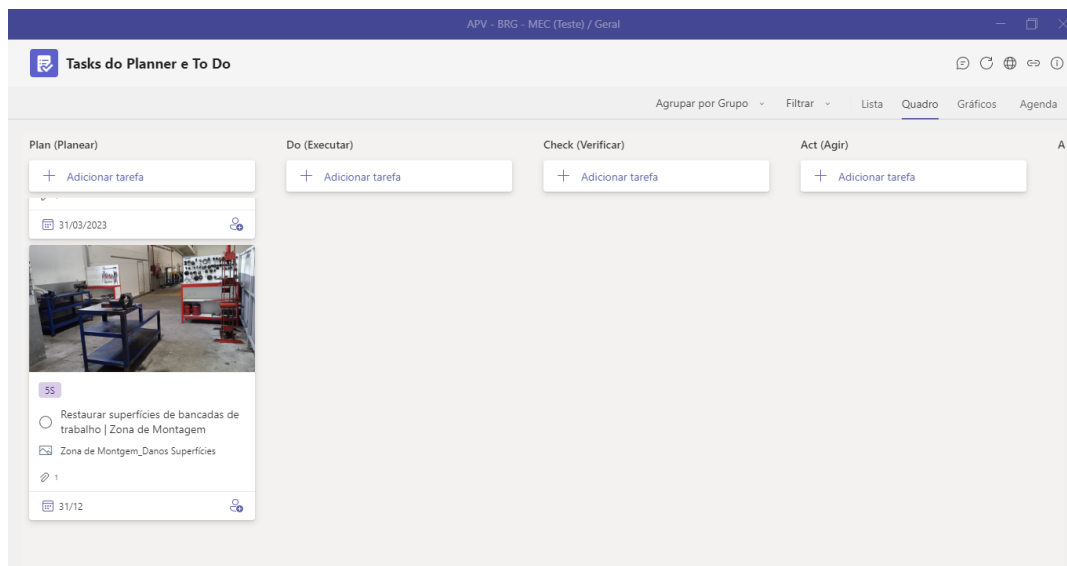 APV - BRG - MEC (Teste) / Geral
Tasks do Planner e To Do
Agrupar por Grupo
Filtrar
Lista
Quadro
Gráficos
Agenda
Plan (Planear)
Do (Executar)
Check (Verificar)
Act (Agir)
A
Adicionar tarefa
Adicionar tarefa
Adicionar tarefa
Adicionar tarefa
31/03/2023
5S
Restaurar superfícies de bancadas de
trabalho | Zona de Montagem
Zona de Montgem_Danos Superfícies
1
31/12